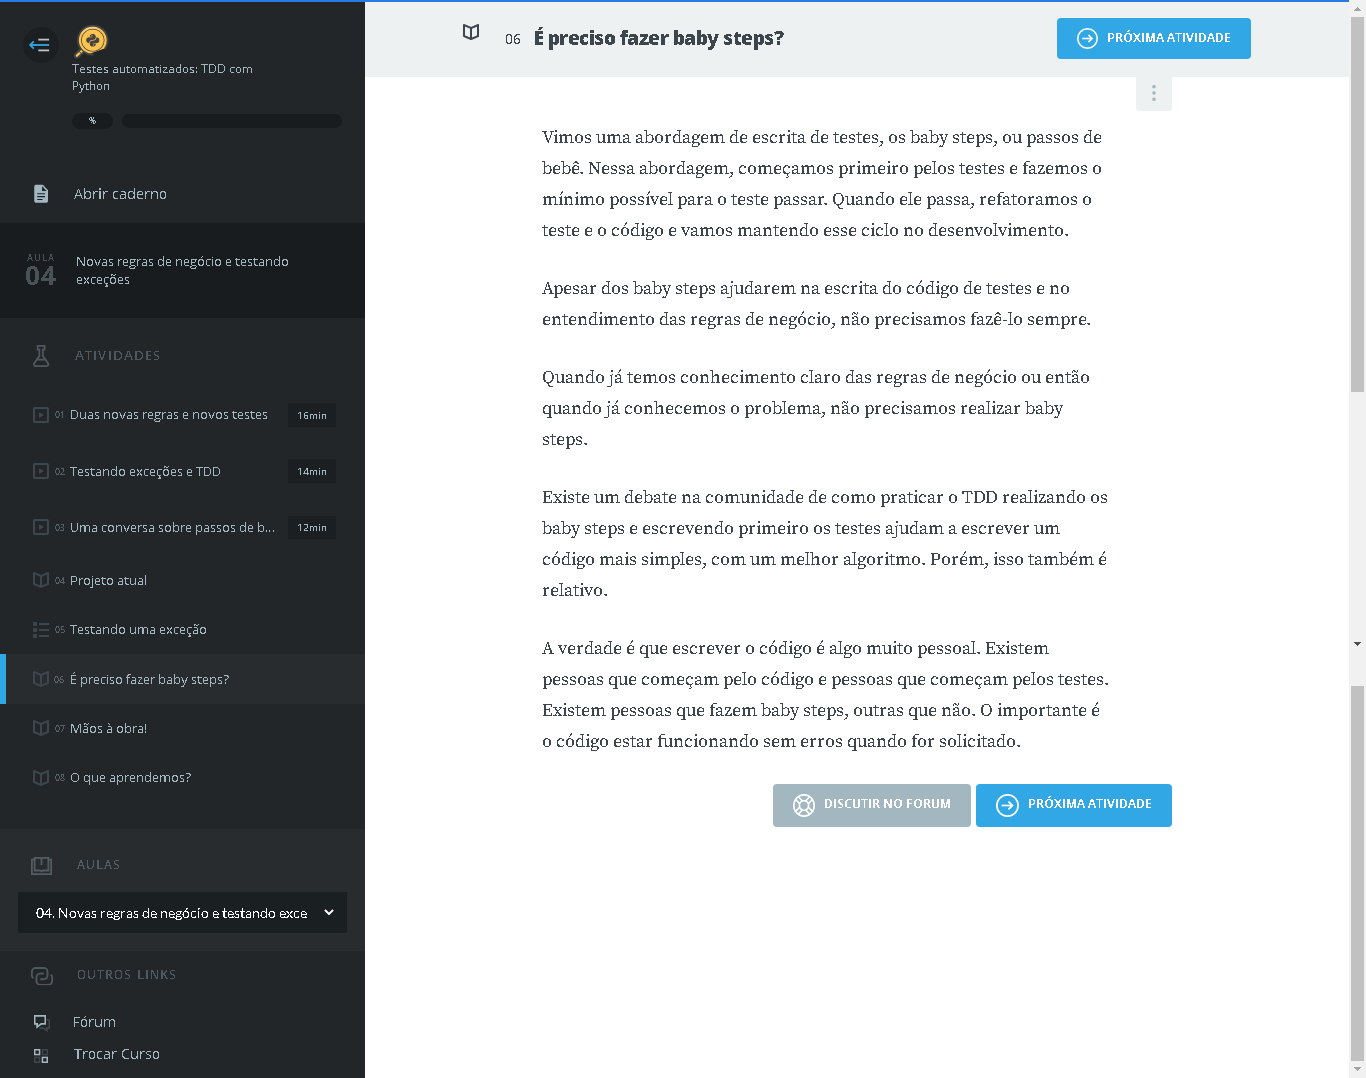 Testes automatizados: TDD com
Python
%
Abrir caderno
AULA
04
Novas regras de negócio e testando
exceções
ATIVIDADES
01 Duas novas regras e novos testes 16min
02 Testando exceções e TDD 14min
03 Uma conversa sobre passos de b... 12min
04 Projeto atual
05 Testando uma exceção
06 É preciso fazer baby steps?
07 Mãos à obra!
08 O que aprendemos?
AULAS
04. Novas regras de negócio e testando exce
OUTROS LINKS
Fórum
Trocar Curso
06 É preciso fazer baby steps?
PRÓXIMA ATIVIDADE
Vimos uma abordagem de escrita de testes, os baby steps, ou passos de
bebê. Nessa abordagem, começamos primeiro pelos testes e fazemos o
mínimo possível para o teste passar. Quando ele passa, refatoramos o
teste e o código e vamos mantendo esse ciclo no desenvolvimento.
Apesar dos baby steps ajudarem na escrita do código de testes e no
entendimento das regras de negócio, não precisamos fazê-lo sempre.
Quando já temos conhecimento claro das regras de negócio ou então
quando já conhecemos o problema, não precisamos realizar baby
steps.
Existe um debate na comunidade de como praticar o TDD realizando os
baby steps e escrevendo primeiro os testes ajudam a escrever um
código mais simples, com um melhor algoritmo. Porém, isso também é
relativo.
A verdade é que escrever o código é algo muito pessoal. Existem
pessoas que começam pelo código e pessoas que começam pelos testes.
Existem pessoas que fazem baby steps, outras que não. O importante é
o código estar funcionando sem erros quando for solicitado.
DISCUTIR NO FORUM
PRÓXIMA ATIVIDADE